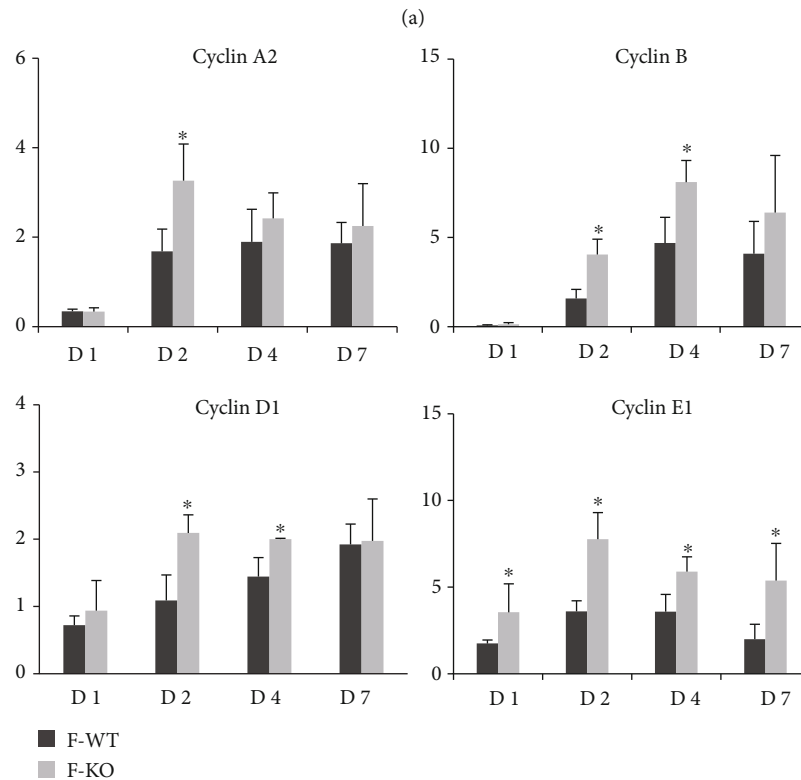 (a)
Cyclin A2
6
4
2
0
*
D 1 D 2 D 4 D 7
Cyclin B
15
10
5
0
* *
D 1 D 2 D 4 D 7
Cyclin D1
4
3
2
1
0
* *
D 1 D 2 D 4 D 7
Cyclin E1
15
10
5
0
* * * *
D 1 D 2 D 4 D 7
F-WT
F-KO